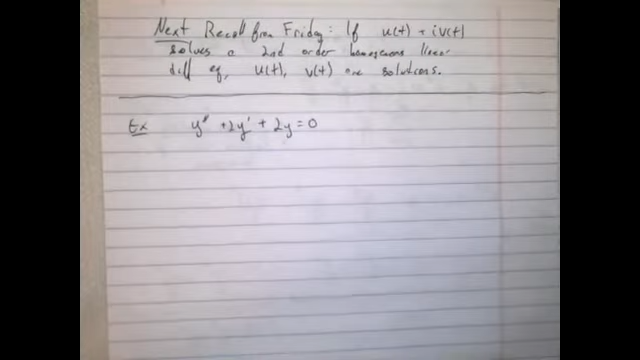 Next Recall from Friday: If u(t) + iv(t)
solves a 2nd order homogeneous linear
diff eq, u(t), v(t) are solutions.
Ex y" + 2y' + 2y = 0